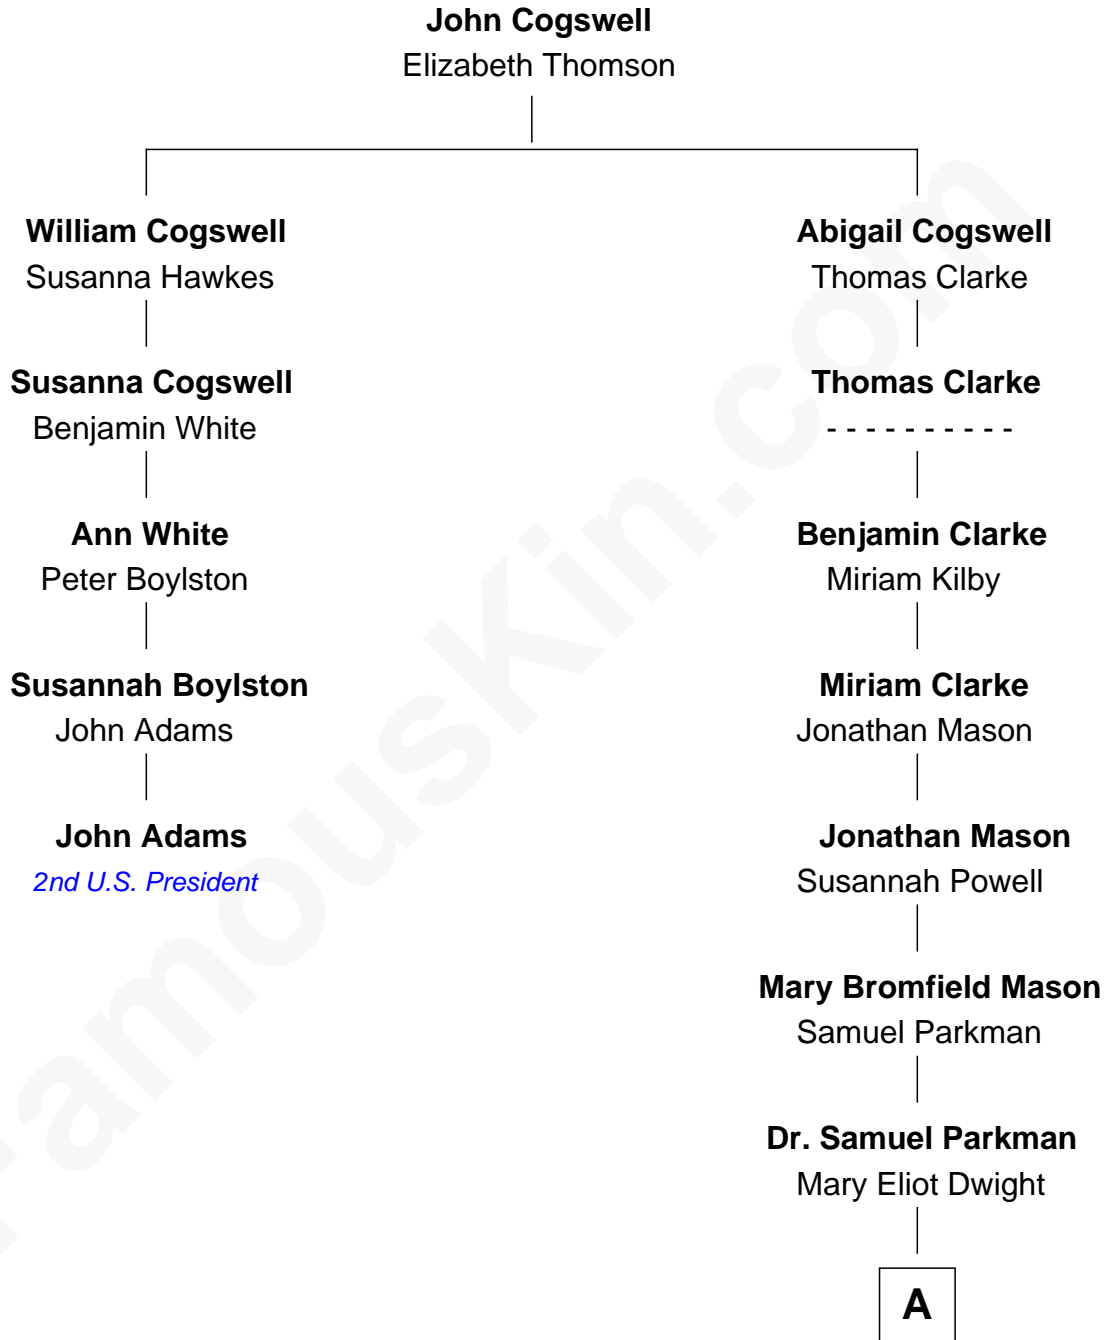 John Cogswell
Elizabeth Thomson
William Cogswell
Susanna Hawkes
Susanna Cogswell
Benjamin White
Ann White
Peter Boylston
Susannah Boylston
John Adams
John Adams
2nd U.S. President
Abigail Cogswell
Thomas Clarke
Thomas Clarke
- - - - - - - - - -
Benjamin Clarke
Miriam Kilby
Miriam Clarke
Jonathan Mason
Jonathan Mason
Susannah Powell
Mary Bromfield Mason
Samuel Parkman
Dr. Samuel Parkman
Mary Eliot Dwight
A
FamousKin.com